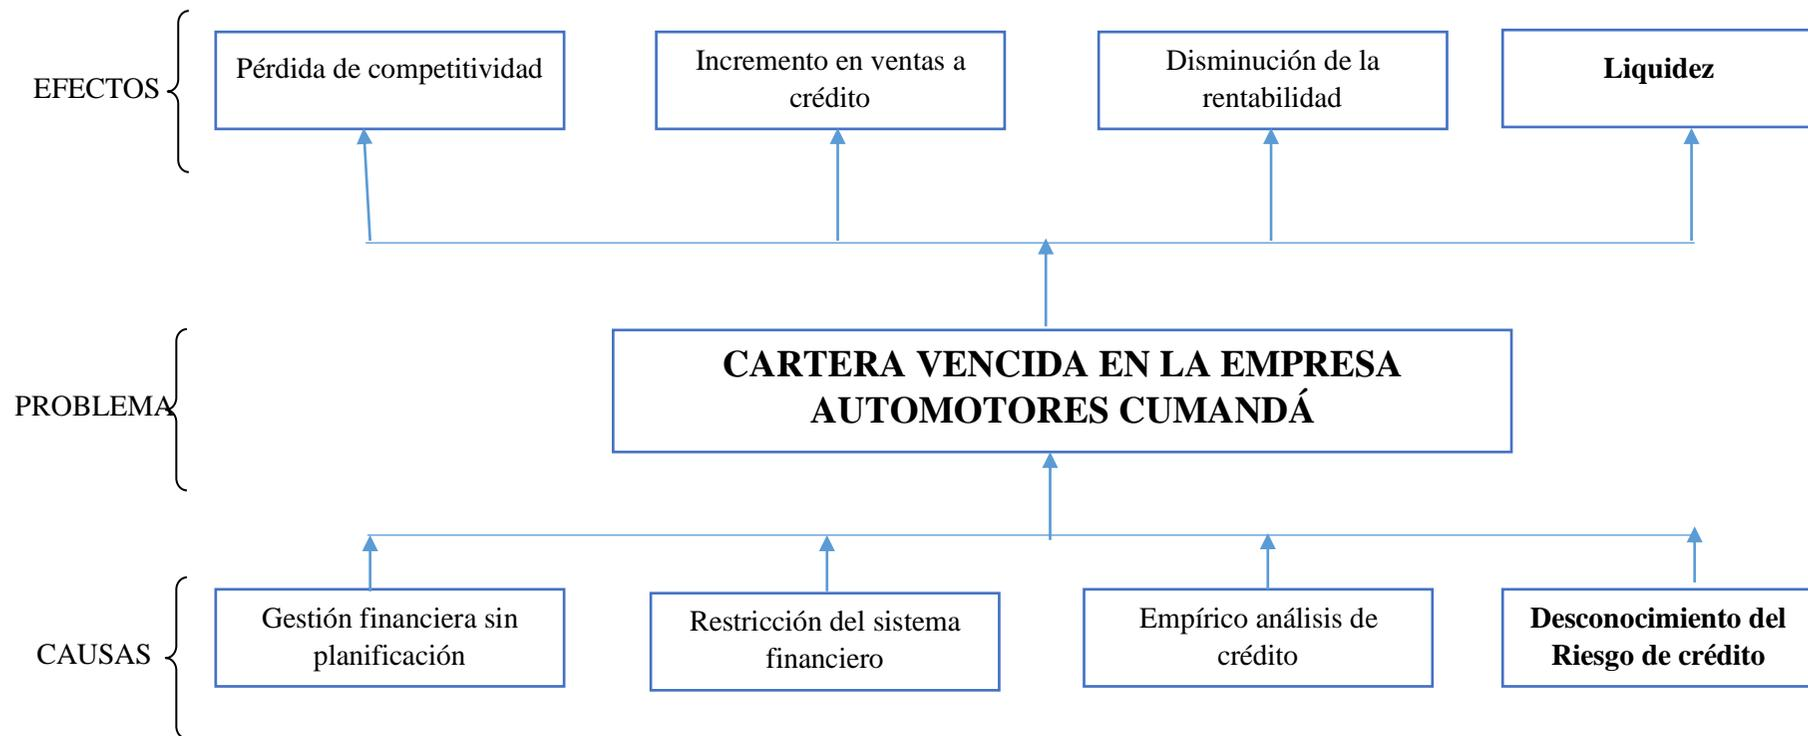 EFECTOS
Pérdida de competitividad
Incremento en ventas a
crédito
Disminución de la
rentabilidad
Liquidez
PROBLEMA
CARTERA VENCIDA EN LA EMPRESA
AUTOMOTORES CUMANDÁ
CAUSAS
Gestión financiera sin
planificación
Restricción del sistema
financiero
Empírico análisis de
crédito
Desconocimiento del
Riesgo de crédito